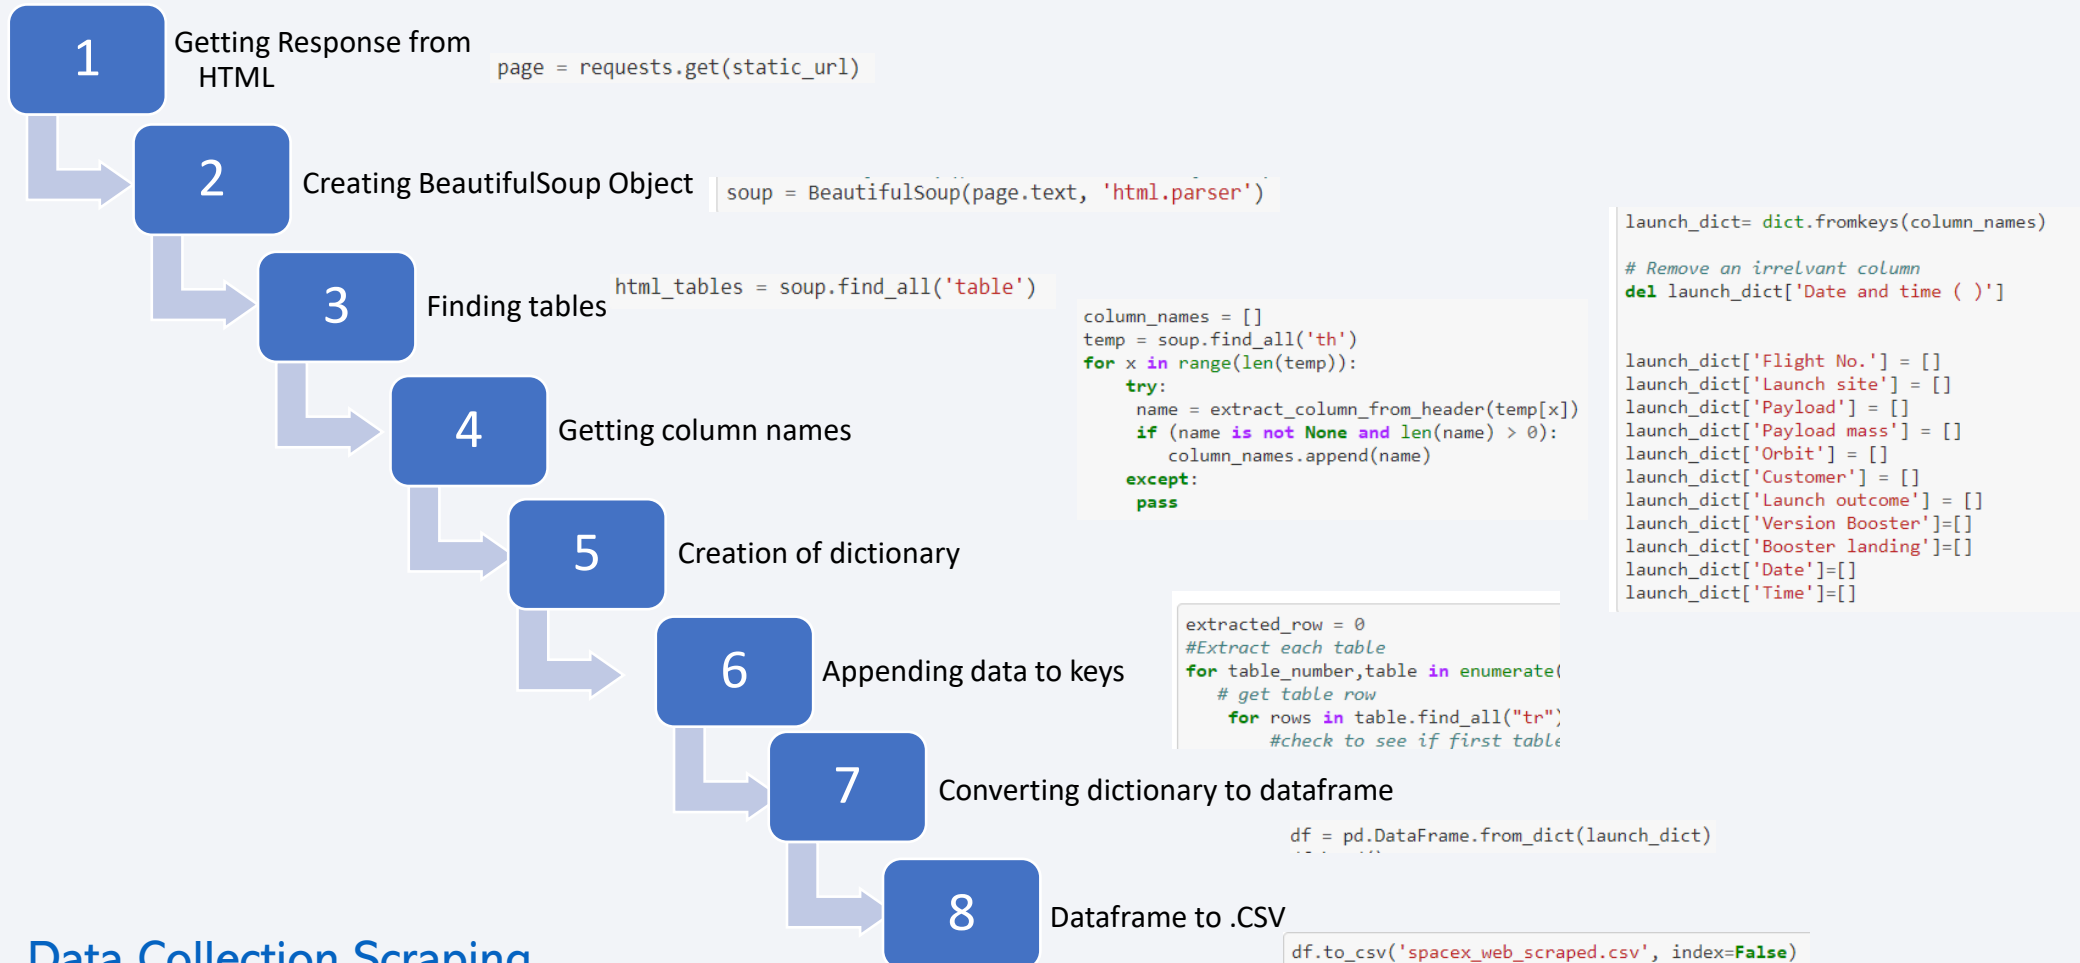 1
Getting Response from
HTML
page = requests.get(static_url)
2
Creating BeautifulSoup Object
soup = BeautifulSoup(page.text, 'html.parser')
3
Finding tables
html_tables = soup.find_all('table')
4
Getting column names
column_names = []
temp = soup.find_all('th')
for x in range(len(temp)):
try:
name = extract_column_from_header(temp[x])
if (name is not None and len(name) > 0):
column_names.append(name)
except:
pass
5
Creation of dictionary
launch_dict= dict.fromkeys(column_names)
# Remove an irrelvant column
del launch_dict['Date and time ( )']
launch_dict['Flight No.'] = []
launch_dict['Launch site'] = []
launch_dict['Payload'] = []
launch_dict['Payload mass'] = []
launch_dict['Orbit'] = []
launch_dict['Customer'] = []
launch_dict['Launch outcome'] = []
launch_dict['Version Booster']=[]
launch_dict['Booster landing']=[]
launch_dict['Date']=[]
launch_dict['Time']=[]
6
Appending data to keys
extracted_row = 0
#Extract each table
for table_number,table in enumerate(
# get table row
for rows in table.find_all("tr")
#check to see if first table
7
Converting dictionary to dataframe
df = pd.DataFrame.from_dict(launch_dict)
8
Dataframe to .CSV
df.to_csv('spacex_web_scraped.csv', index=False)
Data Collection Scraping